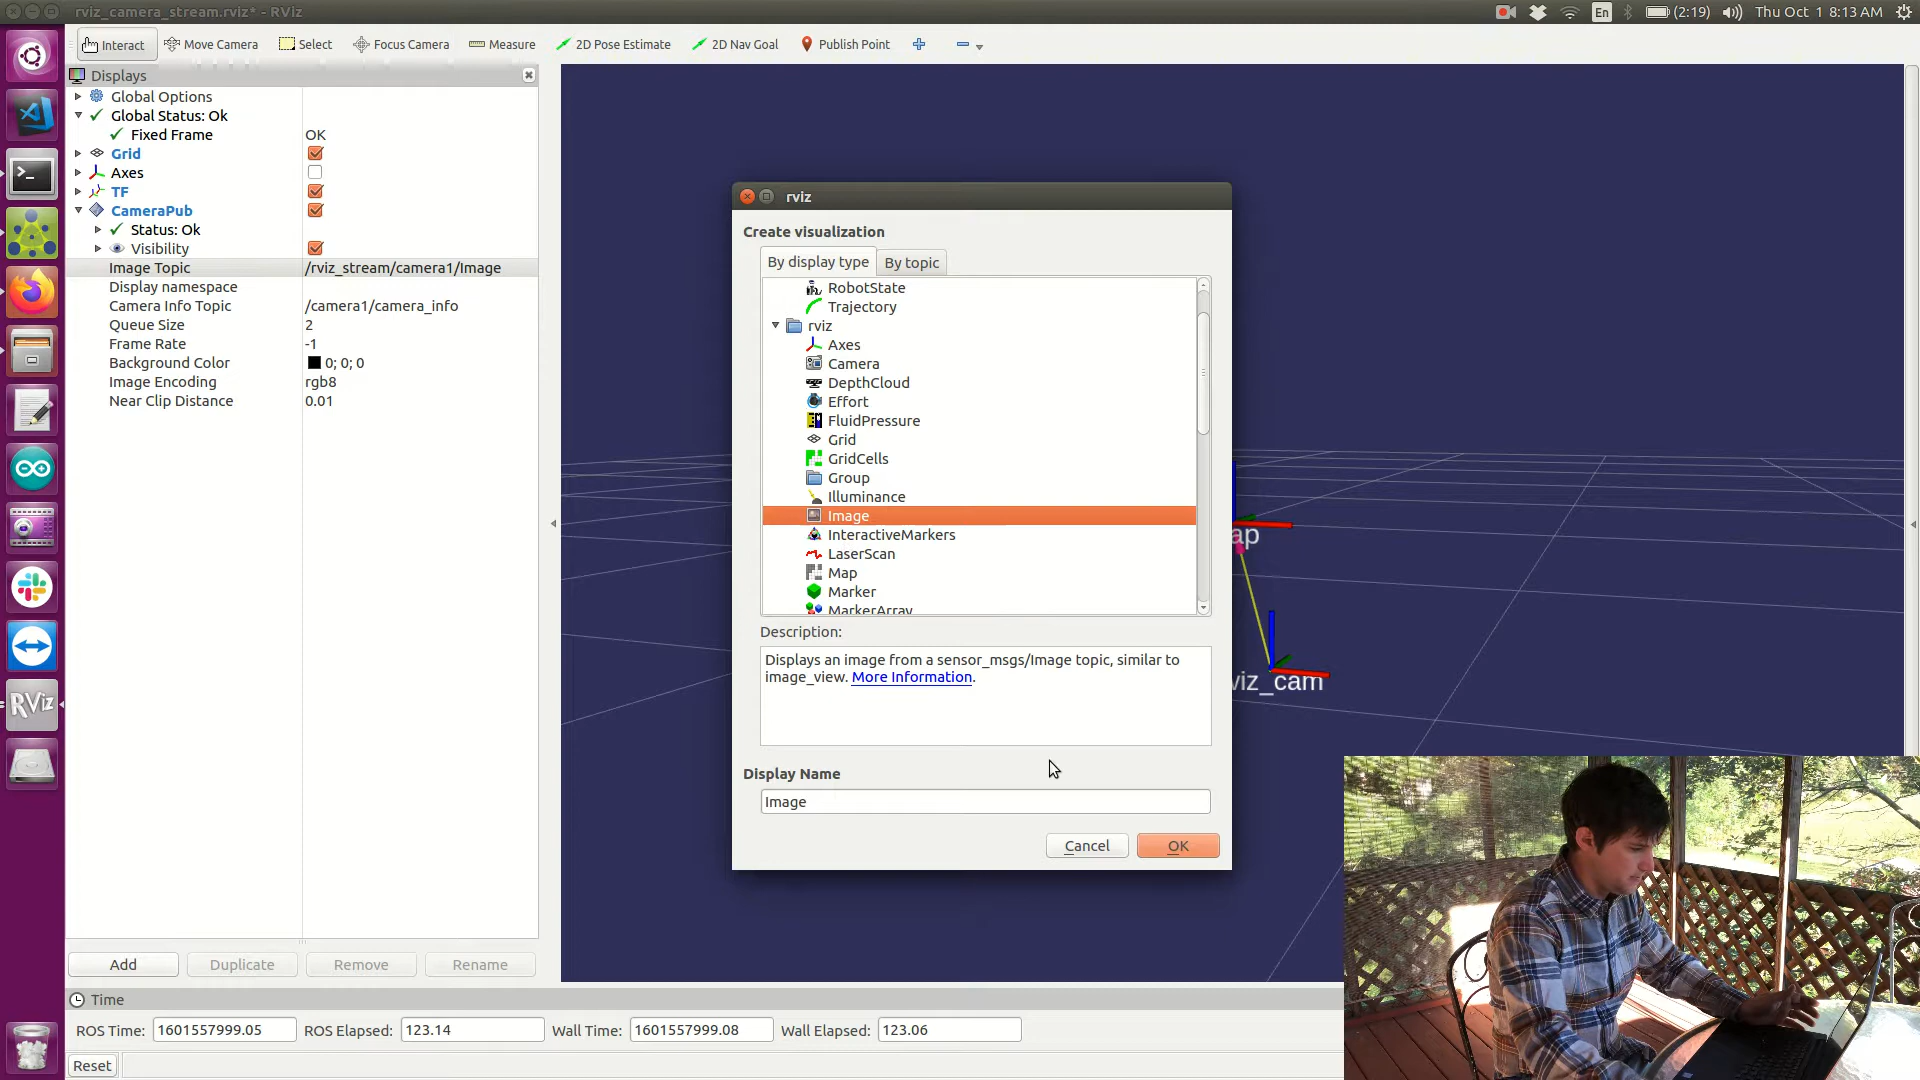 rviz_camera_stream.rviz* - RViz
En
(2:19)
Thu Oct 1 8:13 AM
Interact
Move Camera
Select
Focus Camera
Measure
2D Pose Estimate
2D Nav Goal
Publish Point
Displays
Global Options
Global Status: Ok
Fixed Frame OK
Grid
Axes
TF
CameraPub
Status: Ok
Visibility
Image Topic /rviz_stream/camera1/Image
Display namespace
Camera Info Topic /camera1/camera_info
Queue Size 2
Frame Rate -1
Background Color 0; 0; 0
Image Encoding rgb8
Near Clip Distance 0.01
Add
Duplicate
Remove
Rename
rviz
Create visualization
By display type
By topic
RobotState
Trajectory
rviz
Axes
Camera
DepthCloud
Effort
FluidPressure
Grid
GridCells
Group
Illuminance
Image
InteractiveMarkers
LaserScan
Map
Marker
MarkerArray
Description:
Displays an image from a sensor_msgs/Image topic, similar to
image_view. More Information.
Display Name
Image
Cancel
OK
ap
viz_cam
RViz
Time
ROS Time: 1601557999.05 ROS Elapsed: 123.14 Wall Time: 1601557999.08 Wall Elapsed: 123.06
Reset